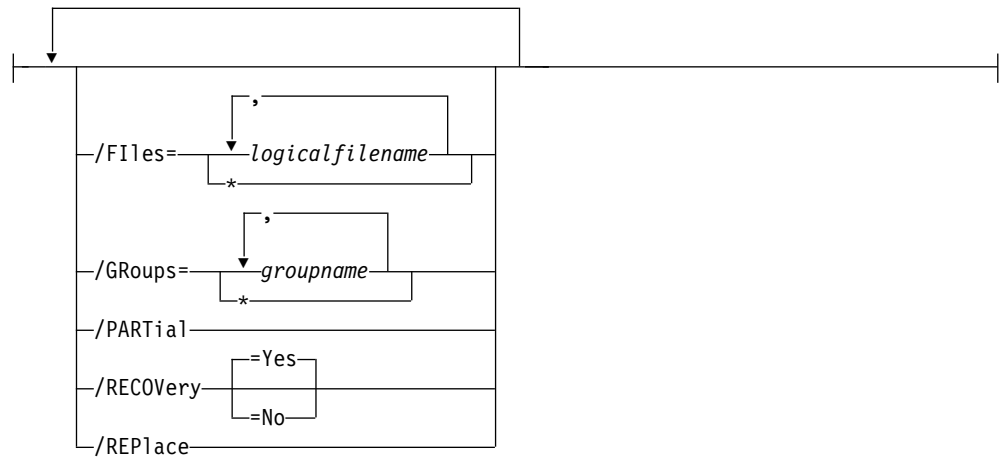 ,
/FIles= logicalfilename
*
,
/GRoups= groupname
*
/PARTial
=Yes
/RECOVery
=No
/REPlace